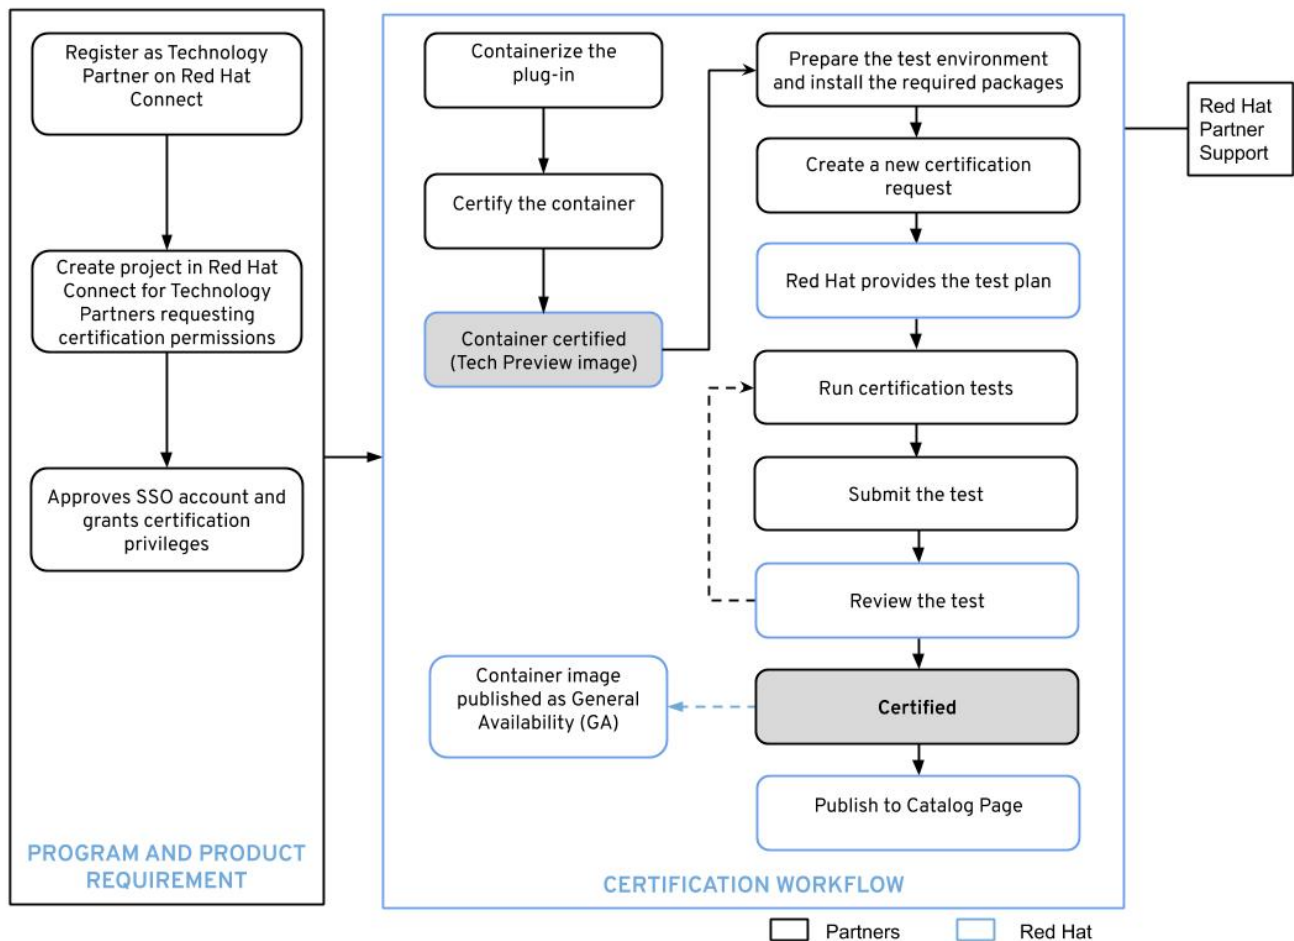 Register as Technology
Partner on Red Hat
Connect
Create project in Red Hat
Connect for Technology
Partners requesting
certification permissions
Approves SSO account and
grants certification
privileges
PROGRAM AND PRODUCT
REQUIREMENT
Containerize the
plug-in
Certify the container
Container certified
(Tech Preview image)
Prepare the test environment
and install the required packages
Create a new certification
request
Red Hat provides the test plan
Run certification tests
Submit the test
Review the test
Certified
Container image
published as General
Availability (GA)
Publish to Catalog Page
CERTIFICATION WORKFLOW
Red Hat
Partner
Support
Partners
Red Hat